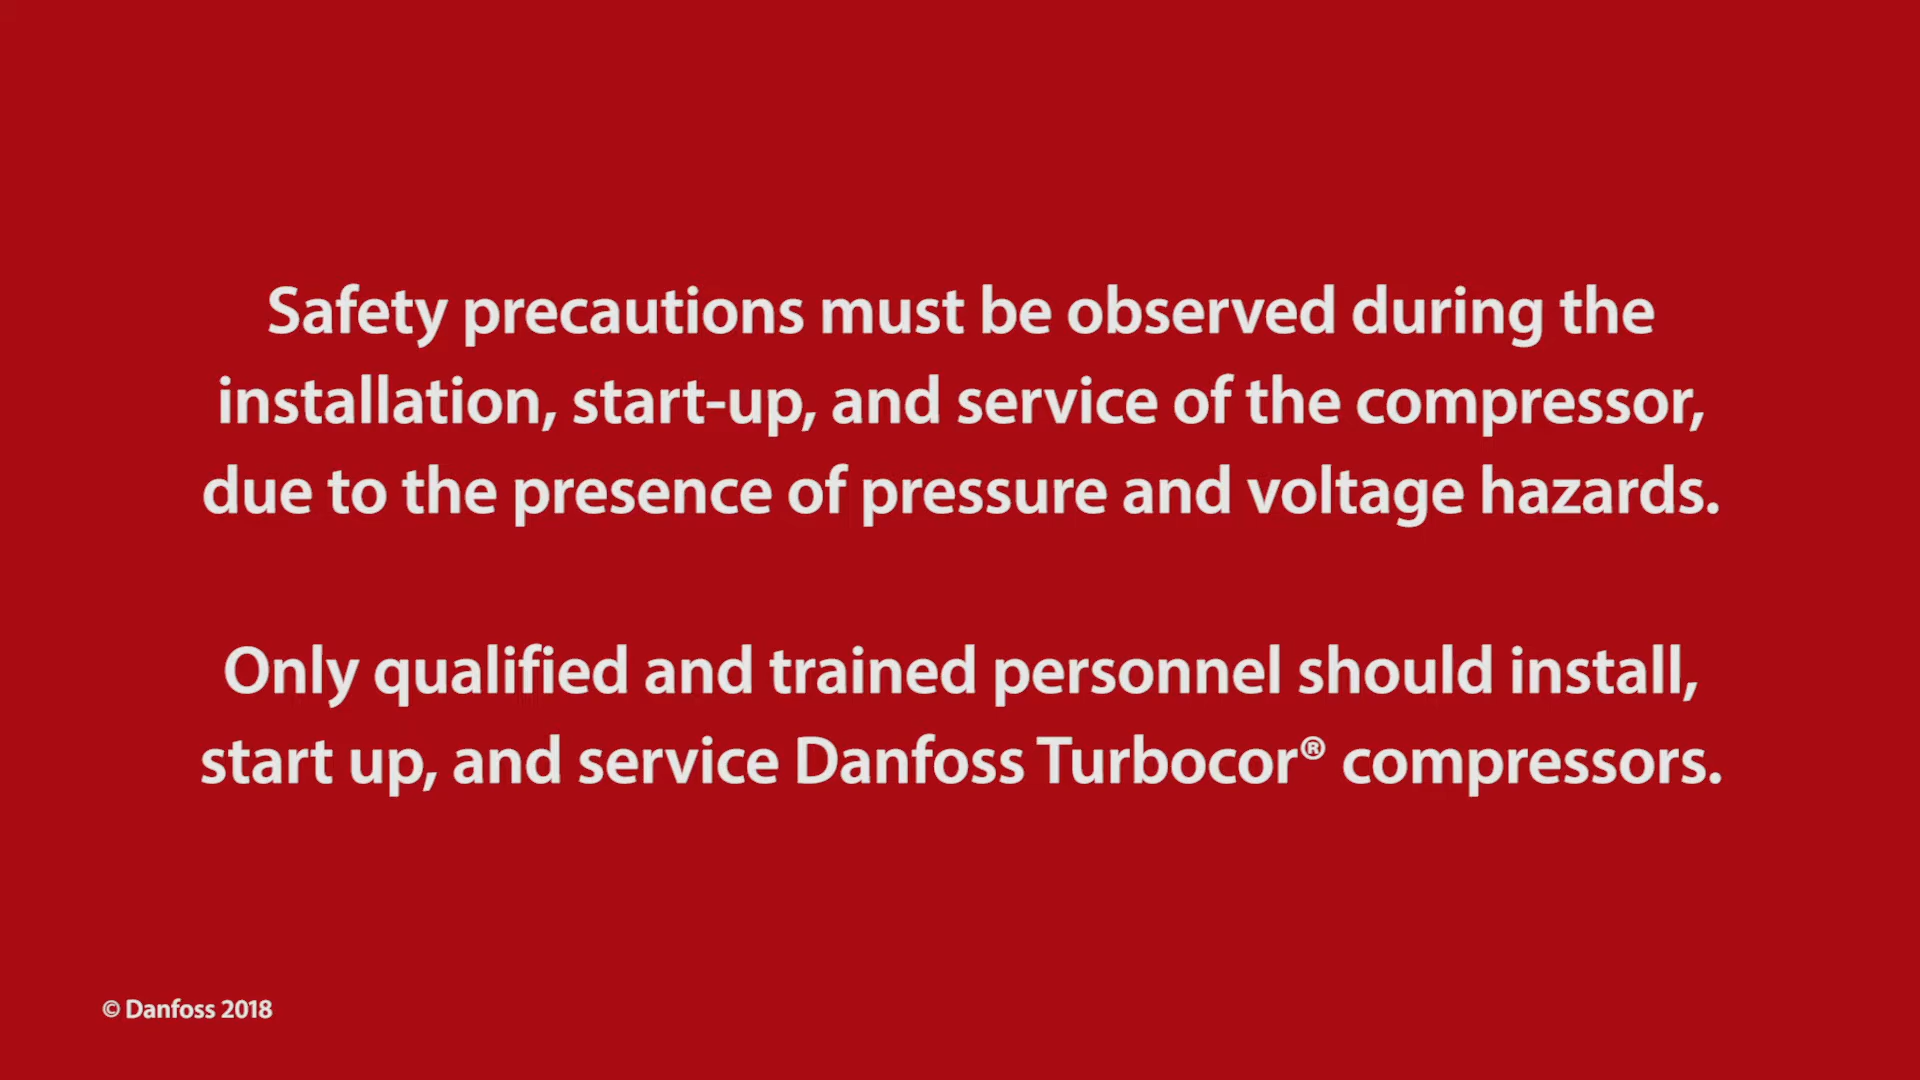 Safety precautions must be observed during the
installation, start-up, and service of the compressor,
due to the presence of pressure and voltage hazards.
Only qualified and trained personnel should install,
start up, and service Danfoss Turbocor® compressors.
© Danfoss 2018